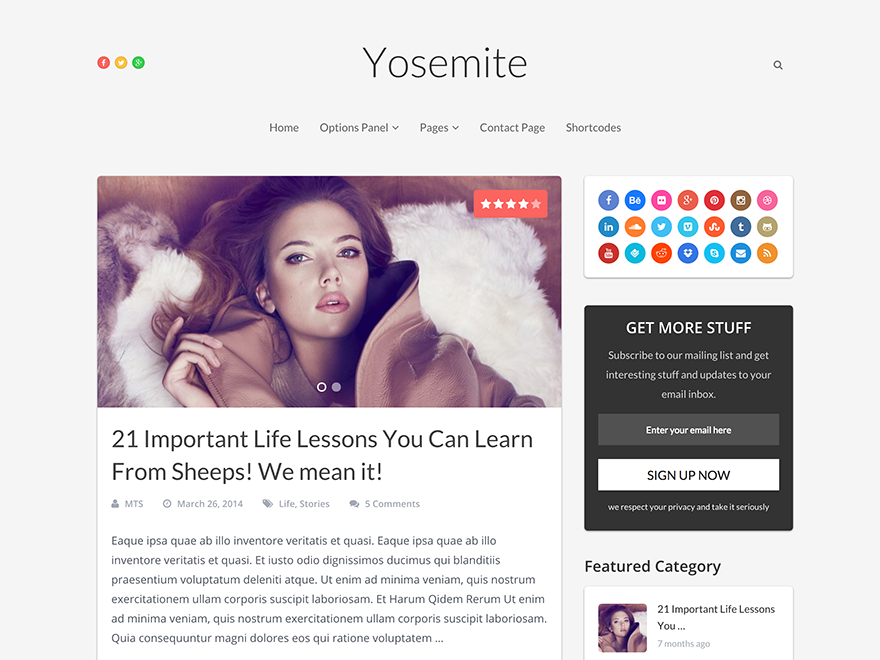 Yosemite
Home Options Panel Pages Contact Page Shortcodes
21 Important Life Lessons You Can Learn
From Sheeps! We mean it!
MTS March 26, 2014 Life, Stories 5 Comments
Eaque ipsa quae ab illo inventore veritatis et quasi. Eaque ipsa quae ab illo
inventore veritatis et quasi. Et iusto odio dignissimos ducimus qui blanditiis
praesentium voluptatum deleniti atque. Ut enim ad minima veniam, quis nostrum
exercitationem ullam corporis suscipit laboriosam. Et Harum Qidem Rerum Ut enim
ad minima veniam, quis nostrum exercitationem ullam corporis suscipit laboriosam.
Quia consequuntur magni dolores eos qui ratione voluptatem ...
GET MORE STUFF
Subscribe to our mailing list and get
interesting stuff and updates to your
email inbox.
Enter your email here
SIGN UP NOW
we respect your privacy and take it seriously
Featured Category
21 Important Life Lessons
You ...
7 months ago